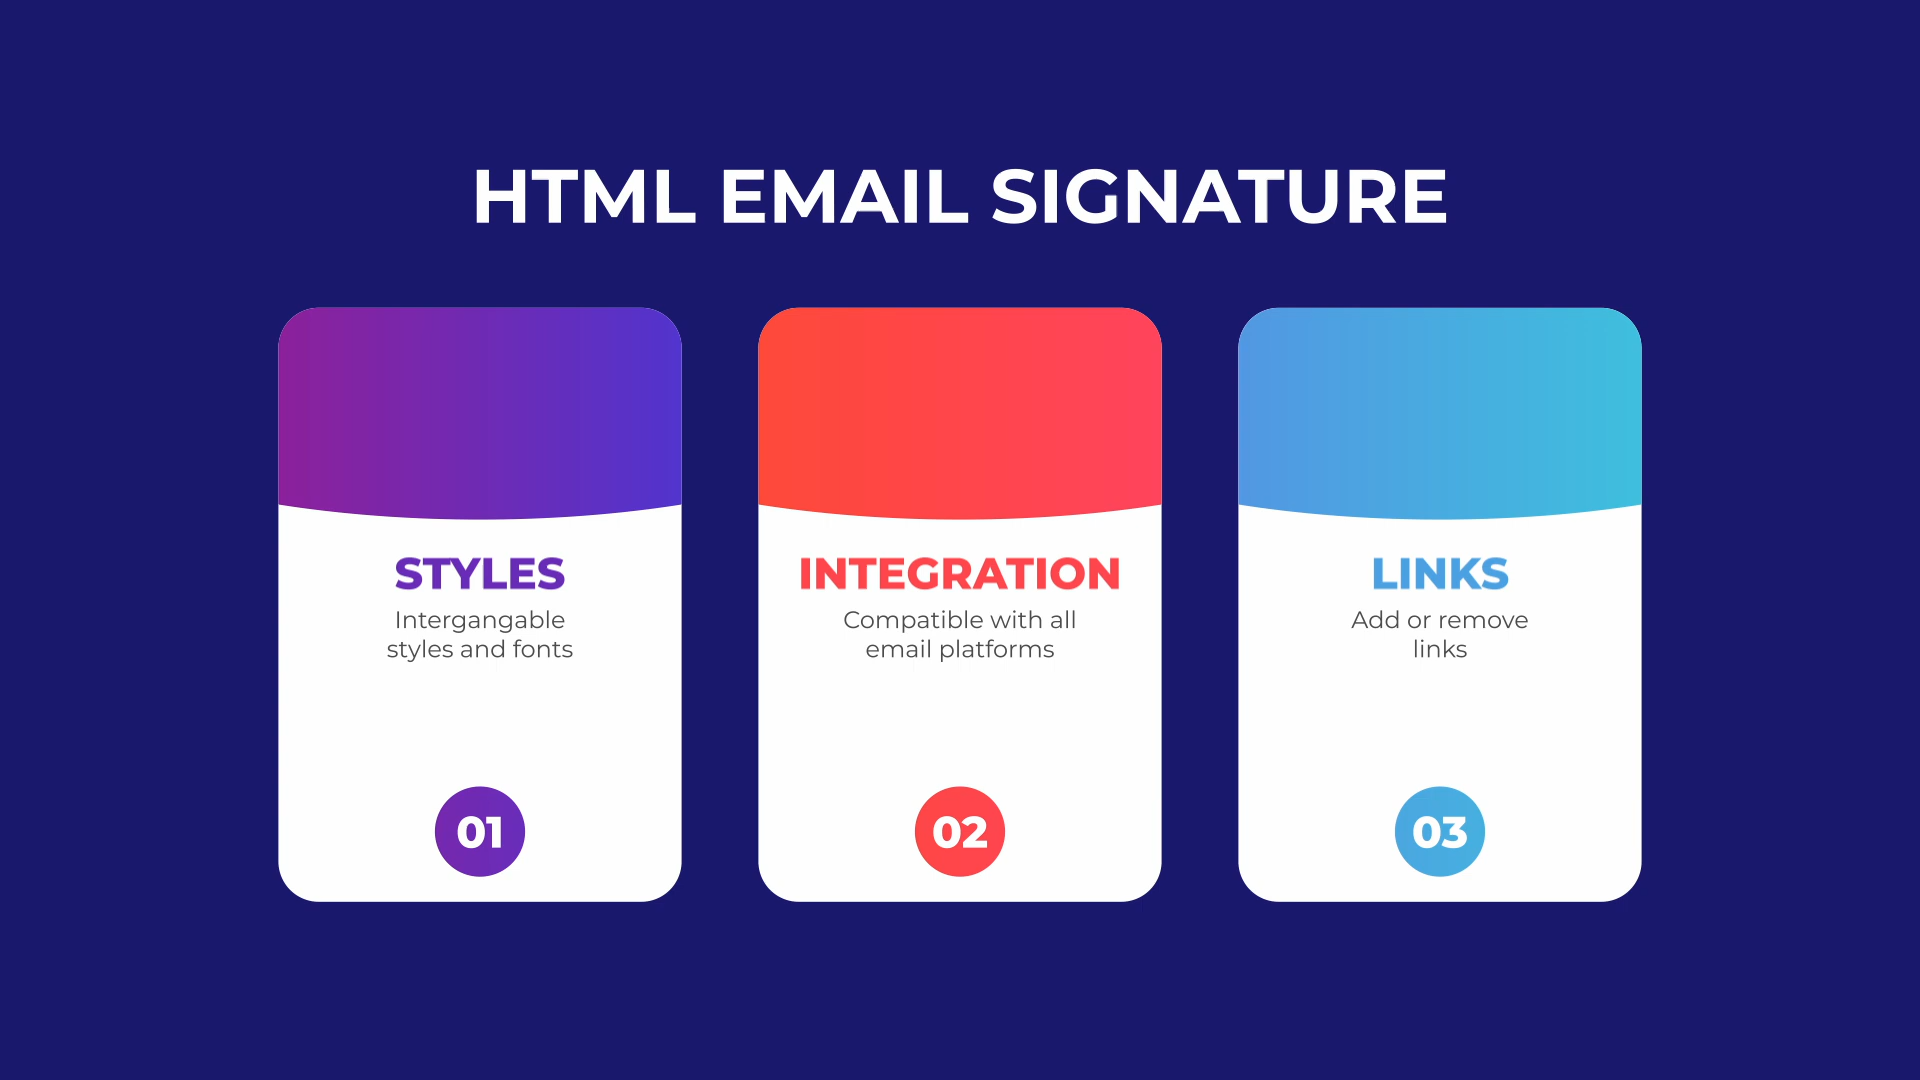 HTML EMAIL SIGNATURE
STYLES
Intergangable
styles and fonts
01
INTEGRATION
Compatible with all
email platforms
02
LINKS
Add or remove
links
03